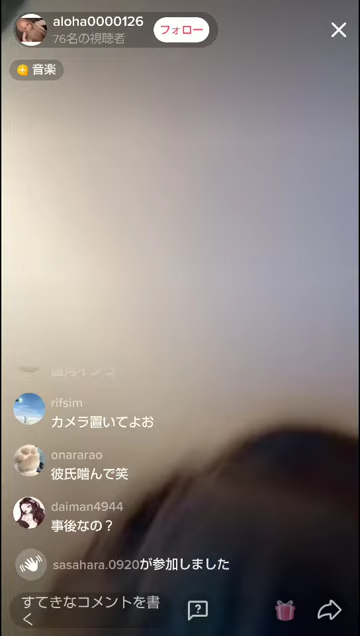 aloha0000126
76名の視聴者
フォロー
音楽
rifsim
カメラ置いてよお
onararao
彼氏噛んで笑
daiman4944
事後なの？
sasahara.0920が参加しました
すてきなコメントを書
く